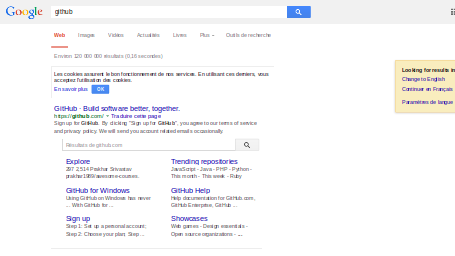 Google github
Web Images Vidéos Actualités Livres Plus Outils de recherche
Environ 120 000 000 résultats (0,16 secondes)
Les cookies assurent le bon fonctionnement de nos services. En utilisant ces derniers, vous
acceptez l'utilisation des cookies.
En savoir plus OK
Looking for results in
Change to English
Continuer en Français
Paramètres de langue
GitHub · Build software better, together.
https://github.com/ Traduire cette page
Sign up for GitHub. By clicking "Sign up for GitHub", you agree to our terms of service
and privacy policy. We will send you account related emails occasionally.
Résultats de github.com
Explore
297 2,514 Prakhar Srivastav
prakhar1989/awesome-courses.
Trending repositories
JavaScript - Java - PHP - Python -
This month - This week - Ruby
GitHub for Windows
Using GitHub on Windows has never
... With GitHub for ...
GitHub Help
Help documentation for GitHub.com,
GitHub Enterprise, GitHub ...
Sign up
Step 1: Set up a personal account;
Step 2: Choose your plan; Step ...
Showcases
Web games - Design essentials -
Open source organizations - ...